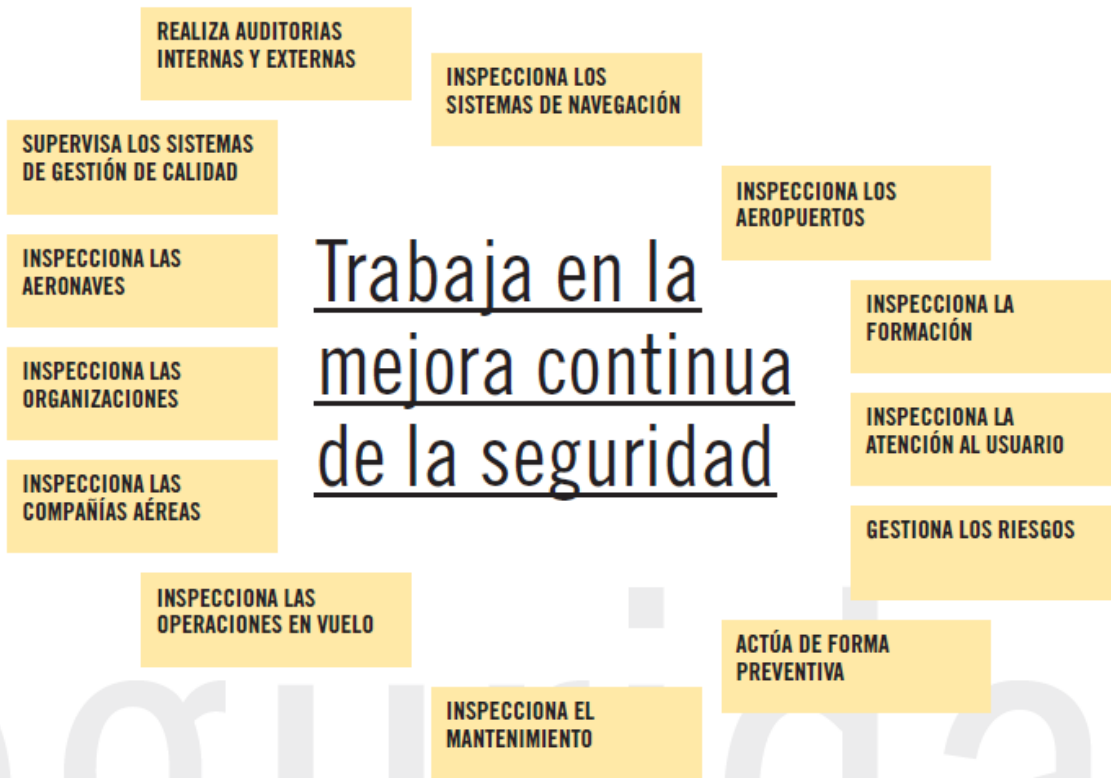 REALIZA AUDITORIAS
INTERNAS Y EXTERNAS
INSPECCIONA LOS
SISTEMAS DE NAVEGACIÓN
SUPERVISA LOS SISTEMAS
DE GESTIÓN DE CALIDAD
INSPECCIONA LOS
AEROPUERTOS
INSPECCIONA LAS
AERONAVES
Trabaja en la
mejora continua
de la seguridad
INSPECCIONA LA
FORMACIÓN
INSPECCIONA LAS
ORGANIZACIONES
INSPECCIONA LA
ATENCIÓN AL USUARIO
INSPECCIONA LAS
COMPAÑÍAS AÉREAS
GESTIONA LOS RIESGOS
INSPECCIONA LAS
OPERACIONES EN VUELO
ACTÚA DE FORMA
PREVENTIVA
INSPECCIONA EL
MANTENIMIENTO